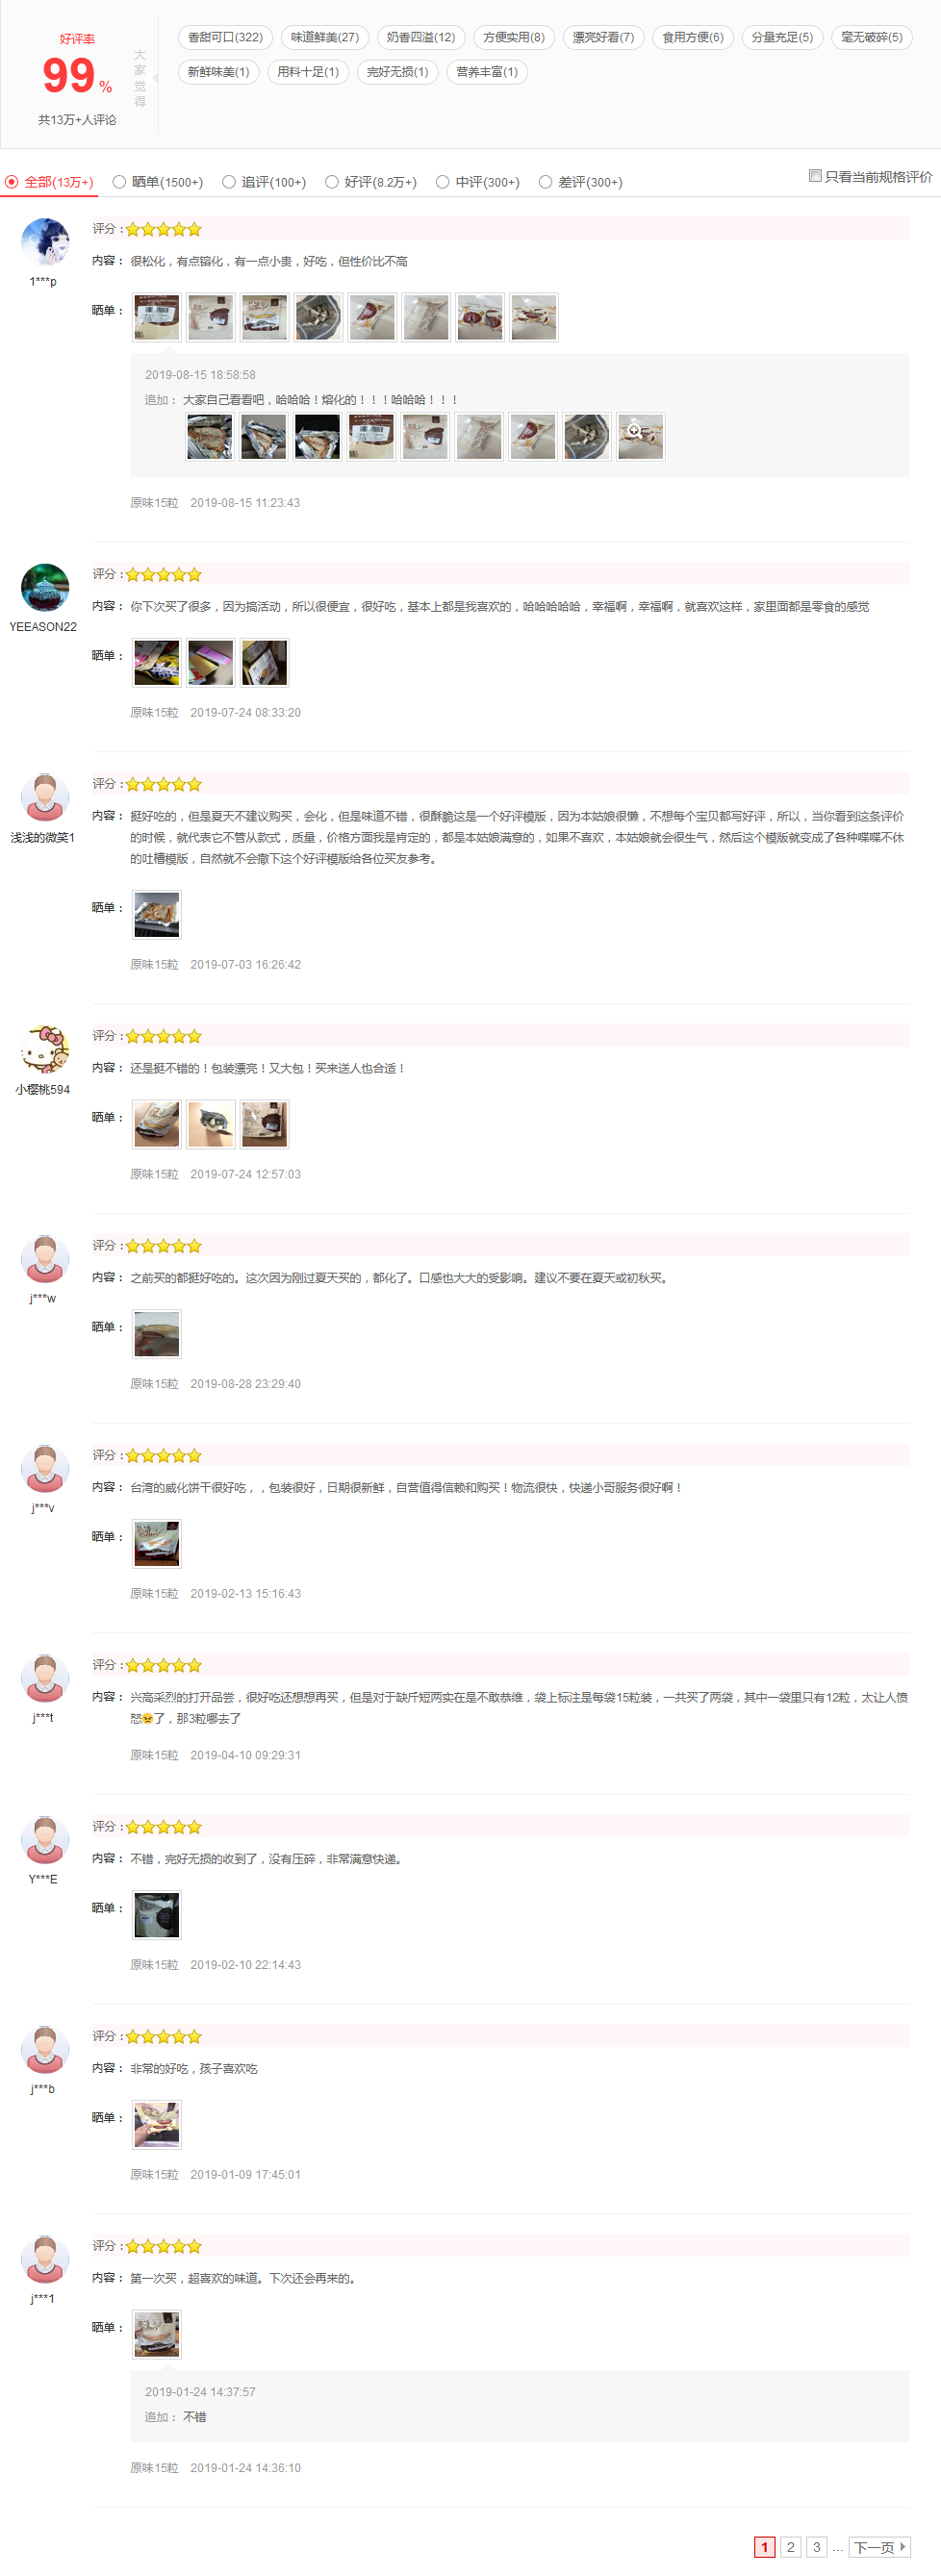 好评率
99%
共13万+人评论
大家觉得
香甜可口(322) 味道鲜美(27) 奶香四溢(12) 方便实用(8) 漂亮好看(7) 食用方便(6) 分量充足(5) 毫无破碎(5)
新鲜味美(1) 用料十足(1) 完好无损(1) 营养丰富(1)
全部(13万+) 晒单(1500+) 追评(100+) 好评(8.2万+) 中评(300+) 差评(300+) 只看当前规格评价
评分：
1***p
内容： 很松化，有点镕化，有一点小贵，好吃，但性价比不高
晒单：
2019-08-15 18:58:58
追加： 大家自己看看吧，哈哈哈！熔化的！！！哈哈哈！！！
原味15粒 2019-08-15 11:23:43
评分：
YEEASON22
内容： 你下次买了很多，因为搞活动，所以很便宜，很好吃，基本上都是我喜欢的，哈哈哈哈哈，幸福啊，幸福啊，就喜欢这样，家里面都是零食的感觉
晒单：
原味15粒 2019-07-24 08:33:20
评分：
浅浅的微笑1
内容： 挺好吃的，但是夏天不建议购买，会化，但是味道不错，很酥脆这是一个好评模版，因为本姑娘很懒，不想每个宝贝都写好评，所以，当你看到这条评价
的时候，就代表它不管从款式，质量，价格方面我是肯定的，都是本姑娘满意的，如果不喜欢，本姑娘就会很生气，然后这个模版就变成了各种喋喋不休
的吐槽模版，自然就不会撒下这个好评模版给各位买友参考。
晒单：
原味15粒 2019-07-03 16:26:42
评分：
小樱桃594
内容： 还是挺不错的！包装漂亮！又大包！买来送人也合适！
晒单：
原味15粒 2019-07-24 12:57:03
评分：
j***w
内容： 之前买的都挺好吃的。这次因为刚过夏天买的，都化了。口感也大大的受影响。建议不要在夏天或初秋买。
晒单：
原味15粒 2019-08-28 23:29:40
评分：
j***v
内容： 台湾的威化饼干很好吃，，包装很好，日期很新鲜，自营值得信赖和购买！物流很快，快递小哥服务很好啊！
晒单：
原味15粒 2019-02-13 15:16:43
评分：
j***t
内容： 兴高采烈的打开品尝，很好吃还想想再买，但是对于缺斤短两实在是不敢恭维，袋上标注是每袋15粒装，一共买了两袋，其中一袋里只有12粒，太让人愤
怒😠了，那3粒哪去了
原味15粒 2019-04-10 09:29:31
评分：
Y***E
内容： 不错，完好无损的收到了，没有压碎，非常满意快递。
晒单：
原味15粒 2019-02-10 22:14:43
评分：
j***b
内容： 非常的好吃，孩子喜欢吃
晒单：
原味15粒 2019-01-09 17:45:01
评分：
j***1
内容： 第一次买，超喜欢的味道。下次还会再来的。
晒单：
2019-01-24 14:37:57
追加： 不错
原味15粒 2019-01-24 14:36:10
1 2 3 ... 下一页